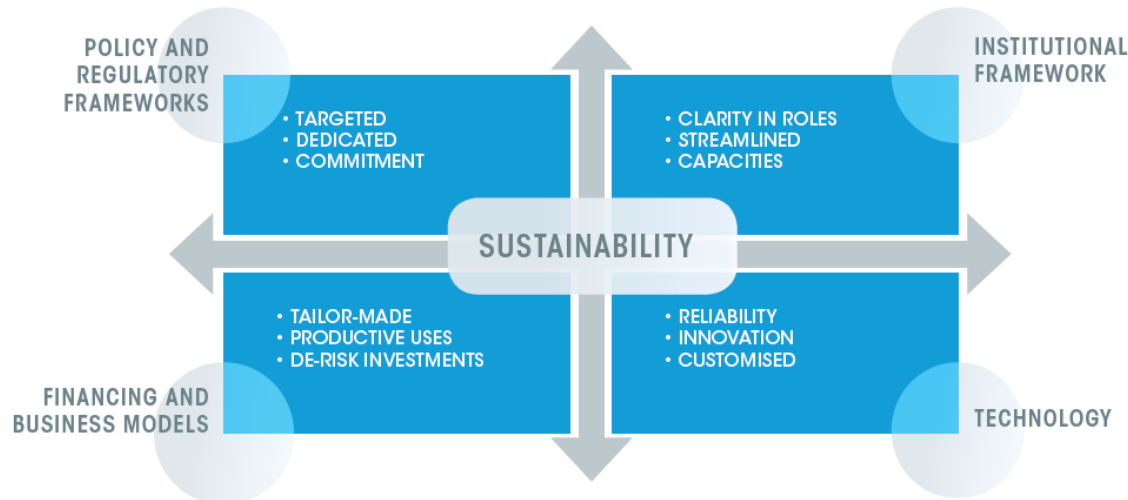 POLICY AND
REGULATORY
FRAMEWORKS
• TARGETED
• DEDICATED
• COMMITMENT
INSTITUTIONAL
FRAMEWORK
• CLARITY IN ROLES
• STREAMLINED
• CAPACITIES
SUSTAINABILITY
FINANCING AND
BUSINESS MODELS
• TAILOR-MADE
• PRODUCTIVE USES
• DE-RISK INVESTMENTS
TECHNOLOGY
• RELIABILITY
• INNOVATION
• CUSTOMISED